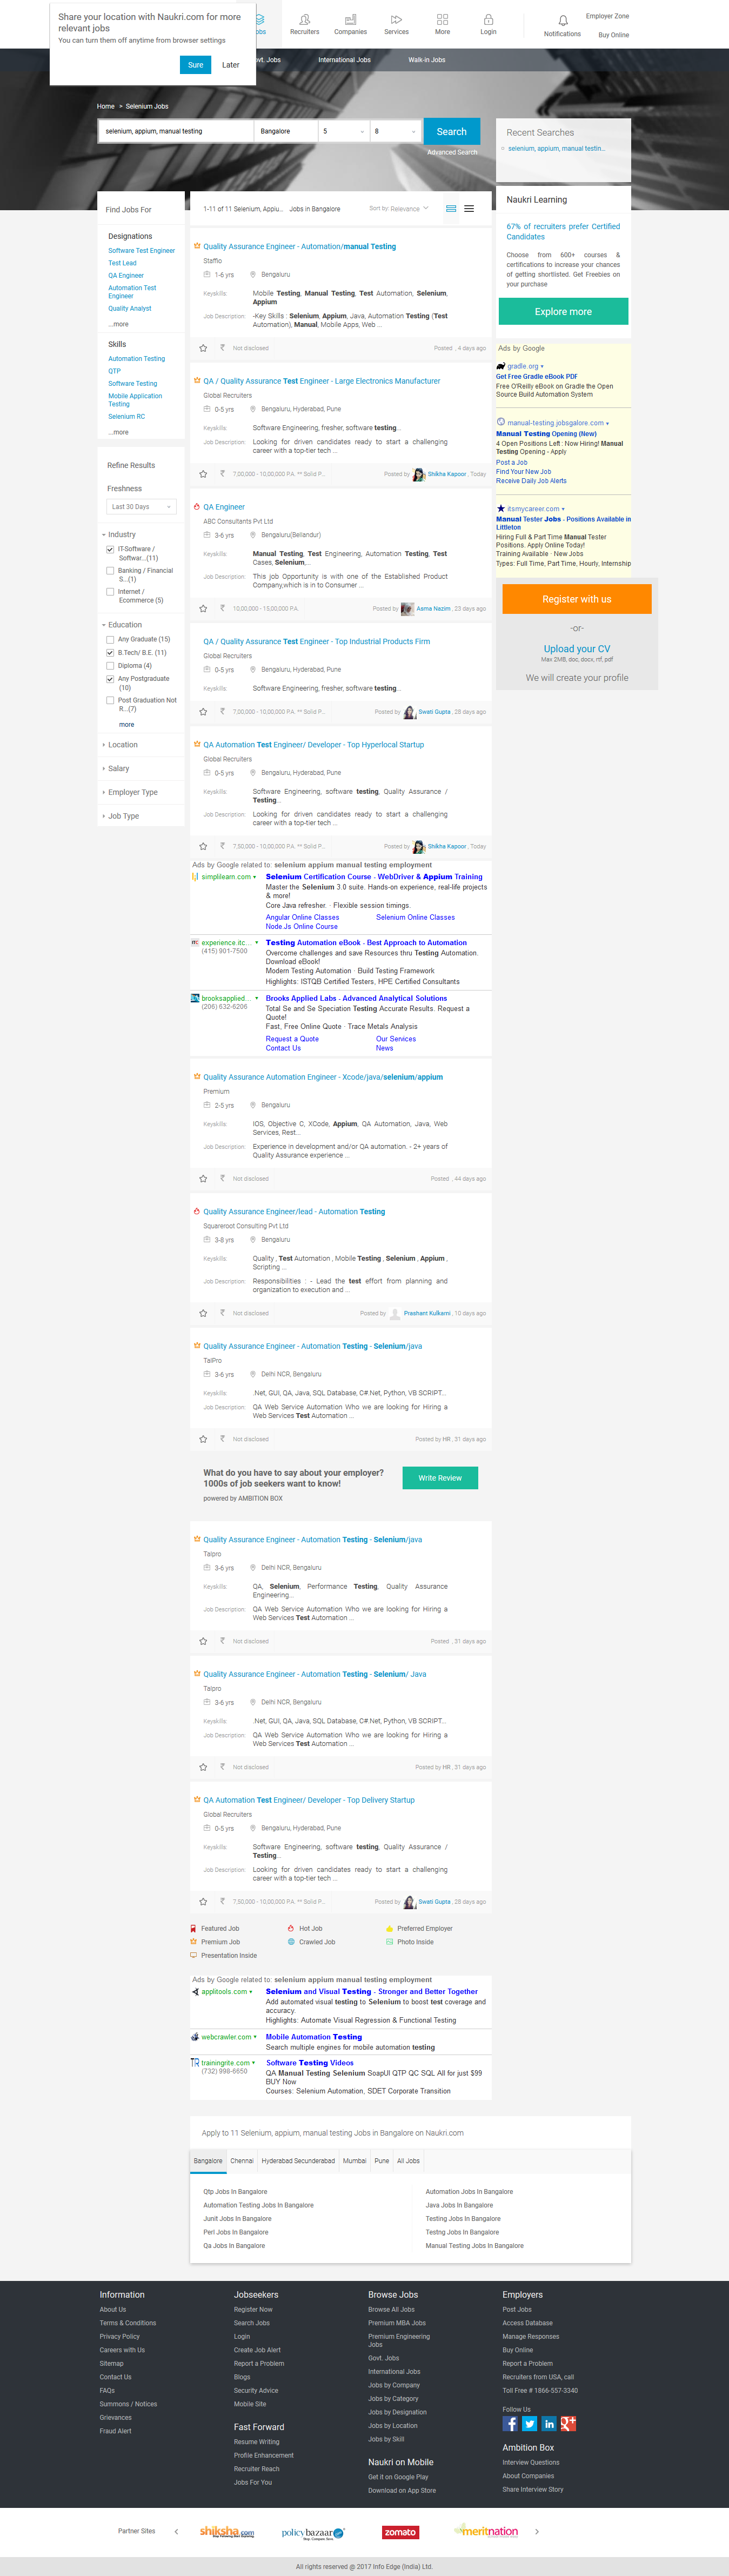 Share your location with Naukri.com for more
relevant jobs
You can turn them off anytime from browser settings
Sure Later
Jobs
Recruiters
Companies
Services
More
Login
Notifications
Employer Zone
Buy Online
Govt. Jobs International Jobs Walk-in Jobs
Home > Selenium Jobs
selenium, appium, manual testing Bangalore 5 8 Search
Advanced Search
Recent Searches
selenium, appium, manual testin...
Find Jobs For
Designations
Software Test Engineer
Test Lead
QA Engineer
Automation Test
Engineer
Quality Analyst
...more
Skills
Automation Testing
QTP
Software Testing
Mobile Application
Testing
Selenium RC
...more
Refine Results
Freshness
Last 30 Days
Industry
IT-Software /
Softwar...(11)
Banking / Financial
S...(1)
Internet /
Ecommerce (5)
Education
Any Graduate (15)
B.Tech/ B.E. (11)
Diploma (4)
Any Postgraduate
(10)
Post Graduation Not
R...(7)
more
Location
Salary
Employer Type
Job Type
1-11 of 11 Selenium, Appiu... Jobs in Bangalore Sort by: Relevance
Quality Assurance Engineer - Automation/manual Testing
Staffio
1-6 yrs Bengaluru
Keyskills: Mobile Testing, Manual Testing, Test Automation, Selenium,
Appium
Job Description: -Key Skills : Selenium, Appium, Java, Automation Testing (Test
Automation), Manual, Mobile Apps, Web ...
Not disclosed Posted , 4 days ago
QA / Quality Assurance Test Engineer - Large Electronics Manufacturer
Global Recruiters
0-5 yrs Bengaluru, Hyderabad, Pune
Keyskills: Software Engineering, fresher, software testing...
Job Description: Looking for driven candidates ready to start a challenging
career with a top-tier tech ...
7,00,000 - 10,00,000 P.A. ** Solid P... Posted by Shikha Kapoor , Today
QA Engineer
ABC Consultants Pvt Ltd
3-6 yrs Bengaluru(Bellandur)
Keyskills: Manual Testing, Test Engineering, Automation Testing, Test
Cases, Selenium,...
Job Description: This job Opportunity is with one of the Established Product
Company,which is in to Consumer ...
10,00,000 - 15,00,000 P.A. Posted by Asma Nazim , 23 days ago
QA / Quality Assurance Test Engineer - Top Industrial Products Firm
Global Recruiters
0-5 yrs Bengaluru, Hyderabad, Pune
Keyskills: Software Engineering, fresher, software testing...
7,00,000 - 10,00,000 P.A. ** Solid P... Posted by Swati Gupta , 28 days ago
QA Automation Test Engineer/ Developer - Top Hyperlocal Startup
Global Recruiters
0-5 yrs Bengaluru, Hyderabad, Pune
Keyskills: Software Engineering, software testing, Quality Assurance /
Testing...
Job Description: Looking for driven candidates ready to start a challenging
career with a top-tier tech ...
7,50,000 - 10,00,000 P.A. ** Solid P... Posted by Shikha Kapoor , Today
Ads by Google related to: selenium appium manual testing employment
simplilearn.com Selenium Certification Course - WebDriver & Appium Training
Master the Selenium 3.0 suite. Hands-on experience, real-life projects
& more!
Core Java refresher. · Flexible session timings.
Angular Online Classes Selenium Online Classes
Node.Js Online Course
experience.itc... Testing Automation eBook - Best Approach to Automation
(415) 901-7500 Overcome challenges and save Resources thru Testing Automation.
Download eBook!
Modern Testing Automation · Build Testing Framework
Highlights: ISTQB Certified Testers, HPE Certified Consultants
brooksapplied... Brooks Applied Labs - Advanced Analytical Solutions
(206) 632-6206 Total Se and Se Speciation Testing Accurate Results. Request a
Quote!
Fast, Free Online Quote · Trace Metals Analysis
Request a Quote Our Services
Contact Us News
Quality Assurance Automation Engineer - Xcode/java/selenium/appium
Premium
2-5 yrs Bengaluru
Keyskills: IOS, Objective C, XCode, Appium, QA Automation, Java, Web
Services, Rest...
Job Description: Experience in development and/or QA automation. - 2+ years of
Quality Assurance experience ...
Not disclosed Posted , 44 days ago
Quality Assurance Engineer/lead - Automation Testing
Squareroot Consulting Pvt Ltd
3-8 yrs Bengaluru
Keyskills: Quality , Test Automation , Mobile Testing , Selenium , Appium ,
Scripting ...
Job Description: Responsibilities : - Lead the test effort from planning and
organization to execution and ...
Not disclosed Posted by Prashant Kulkarni , 10 days ago
Quality Assurance Engineer - Automation Testing - Selenium/java
TalPro
3-6 yrs Delhi NCR, Bengaluru
Keyskills: .Net, GUI, QA, Java, SQL Database, C#.Net, Python, VB SCRIPT...
Job Description: QA Web Service Automation Who we are looking for Hiring a
Web Services Test Automation ...
Not disclosed Posted by HR , 31 days ago
What do you have to say about your employer?
1000s of job seekers want to know!
powered by AMBITION BOX
Write Review
Quality Assurance Engineer - Automation Testing - Selenium/java
Talpro
3-6 yrs Delhi NCR, Bengaluru
Keyskills: QA, Selenium, Performance Testing, Quality Assurance
Engineering...
Job Description: QA Web Service Automation Who we are looking for Hiring a
Web Services Test Automation ...
Not disclosed Posted , 31 days ago
Quality Assurance Engineer - Automation Testing - Selenium/ Java
Talpro
3-6 yrs Delhi NCR, Bengaluru
Keyskills: .Net, GUI, QA, Java, SQL Database, C#.Net, Python, VB SCRIPT...
Job Description: QA Web Service Automation Who we are looking for Hiring a
Web Services Test Automation ...
Not disclosed Posted by HR , 31 days ago
QA Automation Test Engineer/ Developer - Top Delivery Startup
Global Recruiters
0-5 yrs Bengaluru, Hyderabad, Pune
Keyskills: Software Engineering, software testing, Quality Assurance /
Testing...
Job Description: Looking for driven candidates ready to start a challenging
career with a top-tier tech ...
7,50,000 - 10,00,000 P.A. ** Solid P... Posted by Swati Gupta , 28 days ago
Featured Job Hot Job Preferred Employer
Premium Job Crawled Job Photo Inside
Presentation Inside
Ads by Google related to: selenium appium manual testing employment
applitools.com Selenium and Visual Testing - Stronger and Better Together
Add automated visual testing to Selenium to boost test coverage and
accuracy.
Highlights: Automate Visual Regression & Functional Testing
webcrawler.com Mobile Automation Testing
Search multiple engines for mobile automation testing
trainingrite.com Software Testing Videos
(732) 998-6650 QA Manual Testing Selenium SoapUI QTP QC SQL All for just $99
BUY Now
Courses: Selenium Automation, SDET Corporate Transition
Naukri Learning
67% of recruiters prefer Certified
Candidates
Choose from 600+ courses &
certifications to increase your chances
of getting shortlisted. Get Freebies on
your purchase
Explore more
Ads by Google
gradle.org
Get Free Gradle eBook PDF
Free O'Reilly eBook on Gradle the Open
Source Build Automation System
manual-testing.jobsgalore.com
Manual Testing Opening (New)
4 Open Positions Left : Now Hiring! Manual
Testing Opening - Apply
Post a Job
Find Your New Job
Receive Daily Job Alerts
itsmycareer.com
Manual Tester Jobs - Positions Available in
Littleton
Hiring Full & Part Time Manual Tester
Positions. Apply Online Today!
Training Available · New Jobs
Types: Full Time, Part Time, Hourly, Internship
Register with us
-or-
Upload your CV
Max 2MB, doc, docx, rtf, pdf
We will create your profile
Apply to 11 Selenium, appium, manual testing Jobs in Bangalore on Naukri.com
Bangalore Chennai Hyderabad Secunderabad Mumbai Pune All Jobs
Qtp Jobs In Bangalore Automation Jobs In Bangalore
Automation Testing Jobs In Bangalore Java Jobs In Bangalore
Junit Jobs In Bangalore Testing Jobs In Bangalore
Perl Jobs In Bangalore Testng Jobs In Bangalore
Qa Jobs In Bangalore Manual Testing Jobs In Bangalore
Information
About Us
Terms & Conditions
Privacy Policy
Careers with Us
Sitemap
Contact Us
FAQs
Summons / Notices
Grievances
Fraud Alert
Jobseekers
Register Now
Search Jobs
Login
Create Job Alert
Report a Problem
Blogs
Security Advice
Mobile Site
Fast Forward
Resume Writing
Profile Enhancement
Recruiter Reach
Jobs For You
Browse Jobs
Browse All Jobs
Premium MBA Jobs
Premium Engineering
Jobs
Govt. Jobs
International Jobs
Jobs by Company
Jobs by Category
Jobs by Designation
Jobs by Location
Jobs by Skill
Naukri on Mobile
Get it on Google Play
Download on App Store
Employers
Post Jobs
Access Database
Manage Responses
Buy Online
Report a Problem
Recruiters from USA, call
Toll Free # 1866-557-3340
Follow Us
Ambition Box
Interview Questions
About Companies
Share Interview Story
Partner Sites
shiksha.com
policybazaar
zomato
meritnation
All rights reserved @ 2017 Info Edge (India) Ltd.